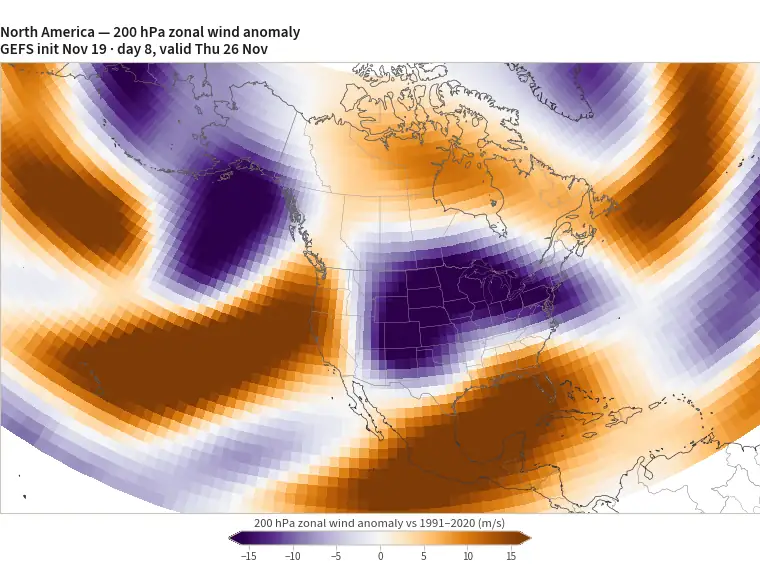 North America — 200 hPa zonal wind anomaly
GEFS init Nov 19 · day 8, valid Thu 26 Nov
200 hPa zonal wind anomaly vs 1991–2020 (m/s)
−15 −10 −5 0 5 10 15